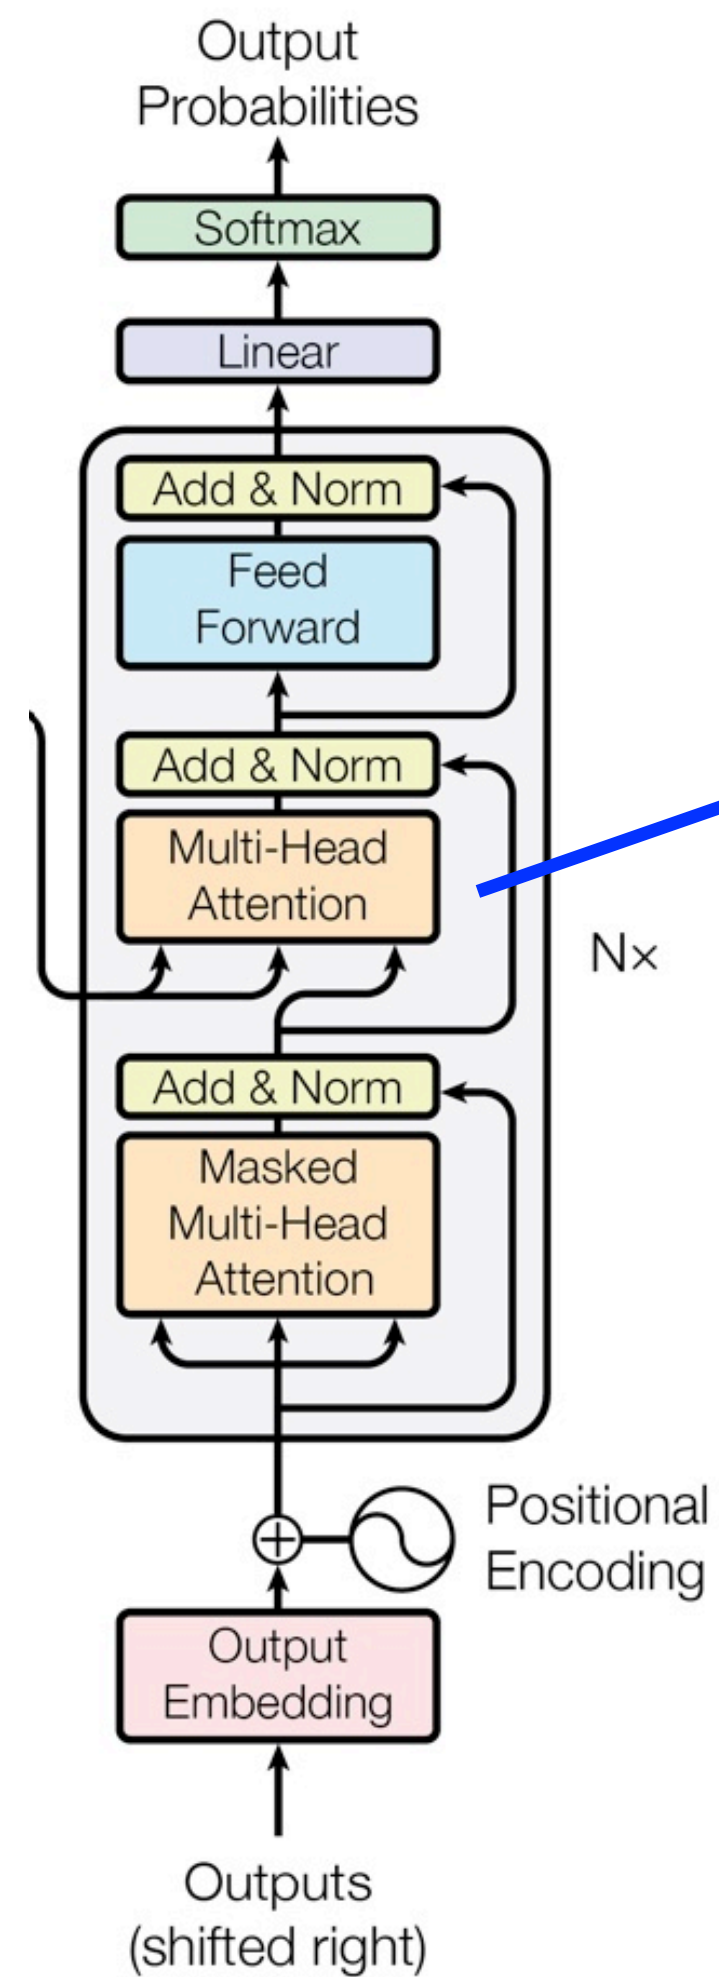 Output
Probabilities
Softmax
Linear
Add & Norm
Feed
Forward
Add & Norm
Multi-Head
Attention
N×
Add & Norm
Masked
Multi-Head
Attention
Positional
Encoding
Output
Embedding
Outputs
(shifted right)